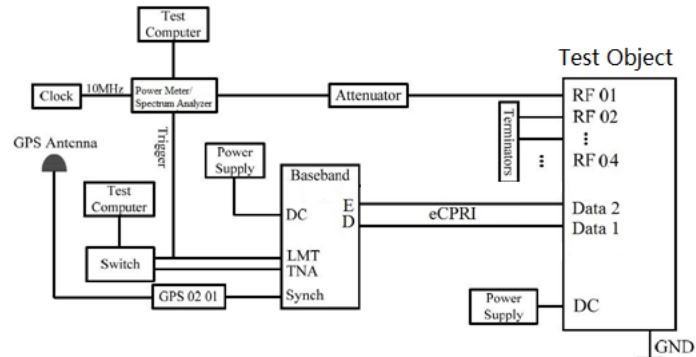 Test
Computer
Test Object
Clock
10MHz
Power Meter/
Spectrum Analyzer
Attenuator
RF 01
RF 02
⋮
RF 04
Terminators
...
Trigger
GPS Antenna
Power
Supply
Baseband
Test
Computer
DC
E
D
eCPRI
Data 2
Data 1
Switch
LMT
TNA
GPS 02 01
Synch
Power
Supply
DC
GND